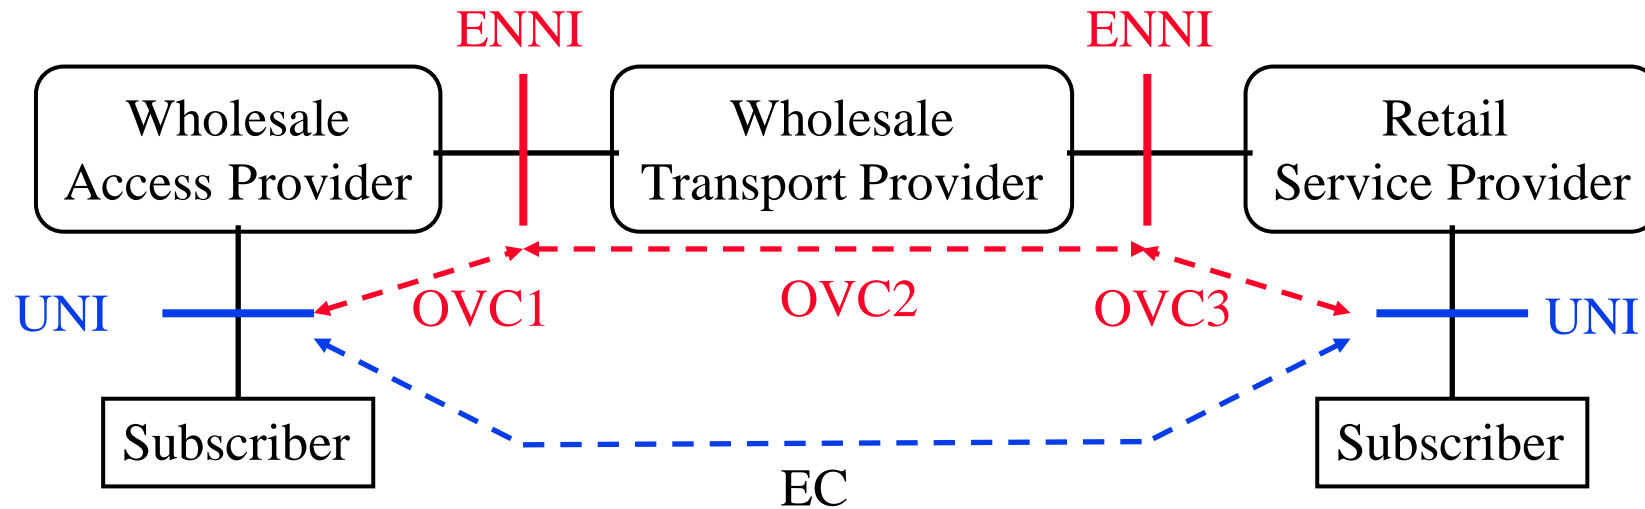 ENNI
ENNI
Wholesale
Access Provider
Wholesale
Transport Provider
Retail
Service Provider
UNI
OVC1
OVC2
OVC3
UNI
Subscriber
Subscriber
EC